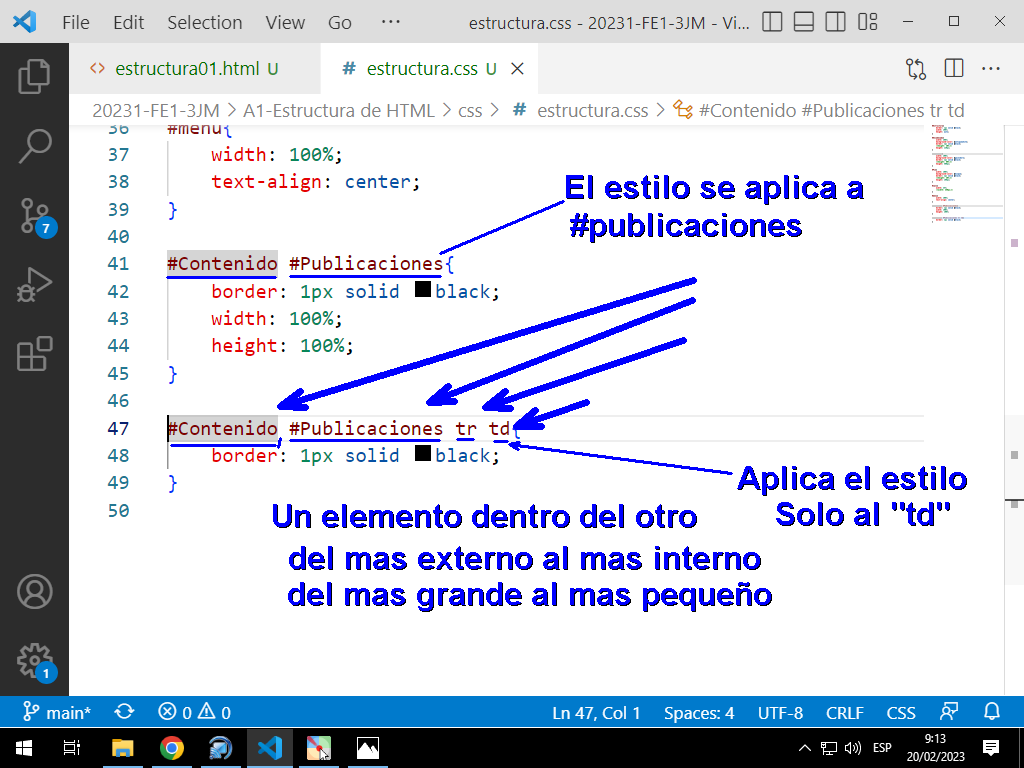 File Edit Selection View Go ··· estructura.css - 20231-FE1-3JM - Vi...
<> estructura01.html U # estructura.css U
20231-FE1-3JM > A1-Estructura de HTML > css > # estructura.css > #Contenido #Publicaciones tr td
36 #menu{
37 width: 100%;
38 text-align: center;
39 }
El estilo se aplica a
#publicaciones
40
41 #Contenido #Publicaciones{
42 border: 1px solid black;
43 width: 100%;
44 height: 100%;
45 }
46
47 #Contenido #Publicaciones tr td{
48 border: 1px solid black;
49 }
50
Aplica el estilo
Solo al "td"
Un elemento dentro del otro
del mas externo al mas interno
del mas grande al mas pequeño
7
1
main* 0 0 Ln 47, Col 1 Spaces: 4 UTF-8 CRLF CSS
ESP 9:13
20/02/2023